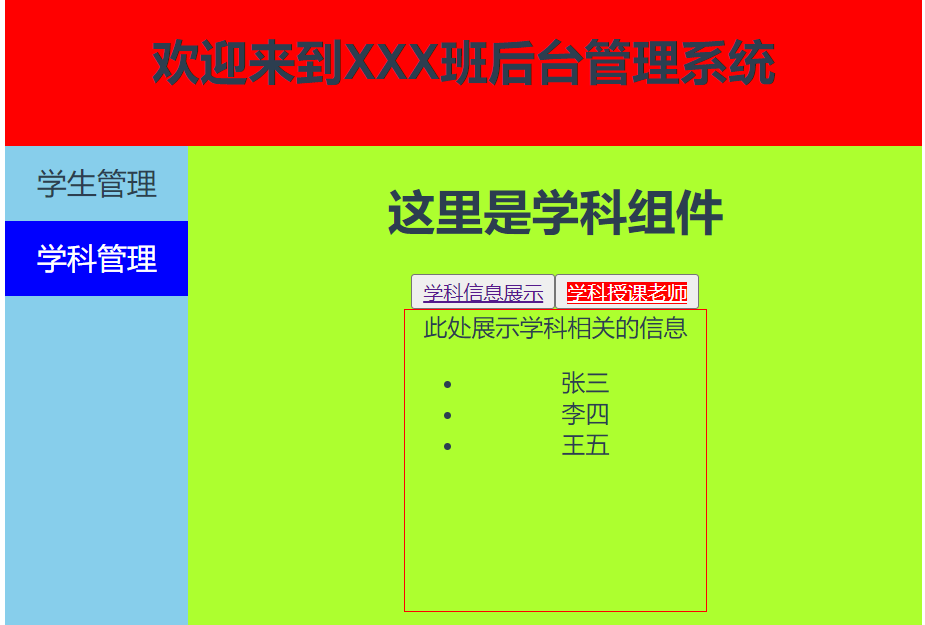 欢迎来到XXX班后台管理系统
学生管理
学科管理
这里是学科组件
学科信息展示 学科授课老师
此处展示学科相关的信息
张三
李四
王五